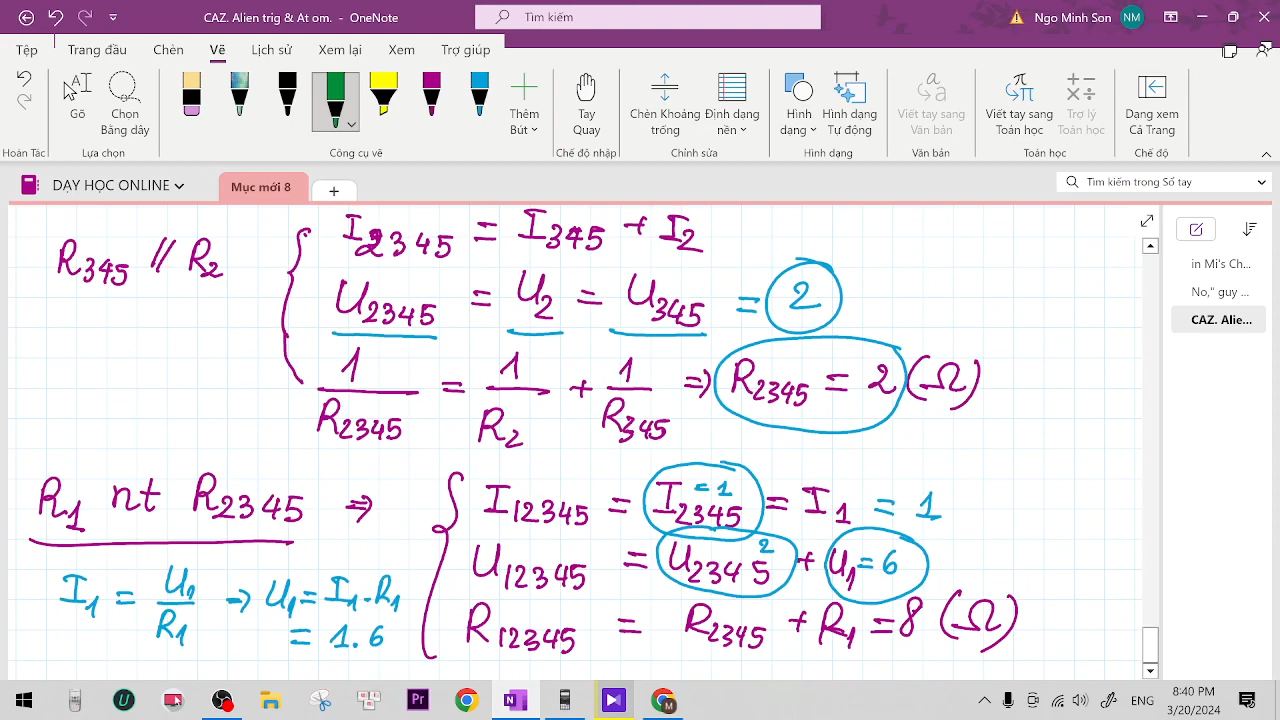 CAZ. Alien trg At om. - OneNote
Tìm kiếm
Ngo Minh Son
NM
Tệp Trang đầu Chèn Vẽ Lịch sử Xem lại Xem Trợ giúp
Gõ
Chọn Bằng dây
Thêm Bút
Tay Quay
Chèn Khoảng trống
Định dạng nền
Hình dạng
Hình dạng Tự động
Viết tay sang Văn bản
Viết tay sang Toán học
Trợ lý Toán học
Dạng xem Cả Trang
Hoàn Tác Lựa chọn Công cụ vẽ Chế độ nhập Chỉnh sửa Hình dạng Văn bản Toán học Chế độ
DẠY HỌC ONLINE Mục mới 8 +
Tìm kiếm trong Sổ tay
in Mi's Ch...
No," guy ...
CAZ. Alie...
R345 // R2
I2345 = I345 + I2
U2345 = U2 = U345 = 2
1/R2345 = 1/R2 + 1/R345 => R2345 = 2 (Ω)
R1 nt R2345 =>
I12345 = I2345 = 1 = I1 = 1
U12345 = U2345 2 + U1 = 6
R12345 = R2345 + R1 = 8 (Ω)
I1 = U1/R1 -> U1 = I1.R1
= 1.6
Pr
M
ENG
8:40 PM
3/20/2024